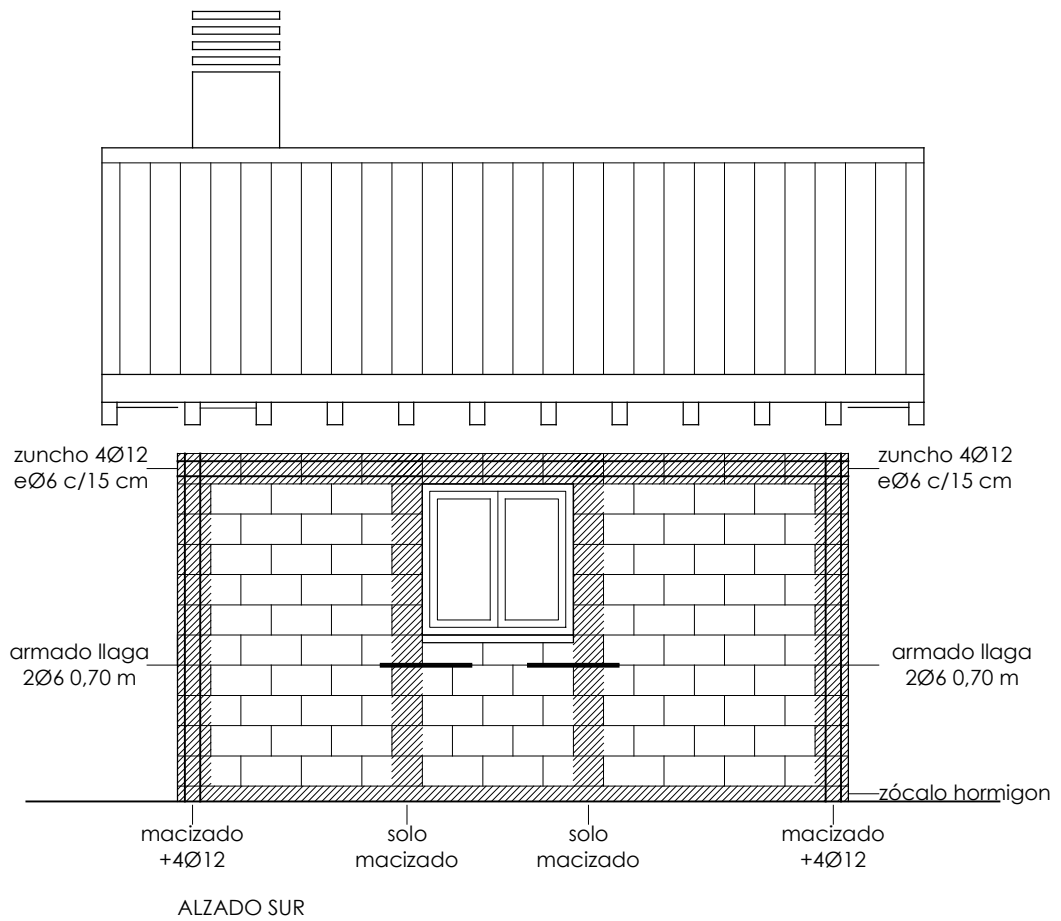 zuncho 4Ø12
eØ6 c/15 cm
zuncho 4Ø12
eØ6 c/15 cm
armado llaga
2Ø6 0,70 m
armado llaga
2Ø6 0,70 m
zócalo hormigon
macizado
+4Ø12
solo
macizado
solo
macizado
macizado
+4Ø12
ALZADO SUR